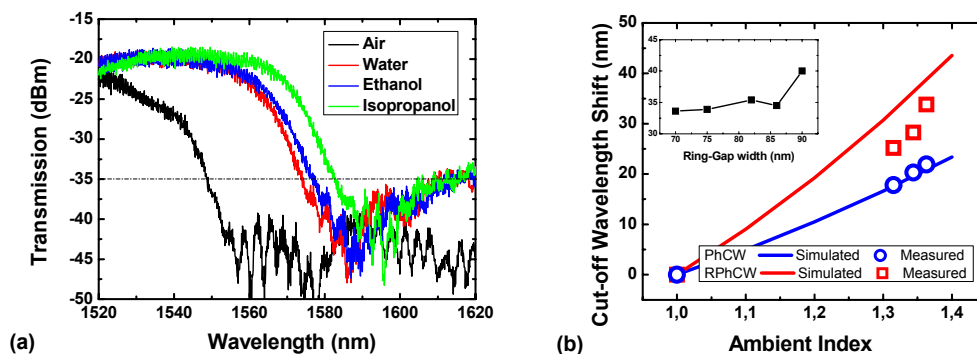 -15
-20
-25
-30
-35
-40
-45
-50
Transmission (dBm)
Air
Water
Ethanol
Isopropanol
1520 1540 1560 1580 1600 1620
Wavelength (nm)
(a)
50
40
30
20
10
0
Cut-off Wavelength Shift (nm)
45
40
35
30
70 75 80 85 90
Ring-Gap width (nm)
PhCW Simulated Measured
RPhCW Simulated Measured
1,0 1,1 1,2 1,3 1,4
Ambient Index
(b)